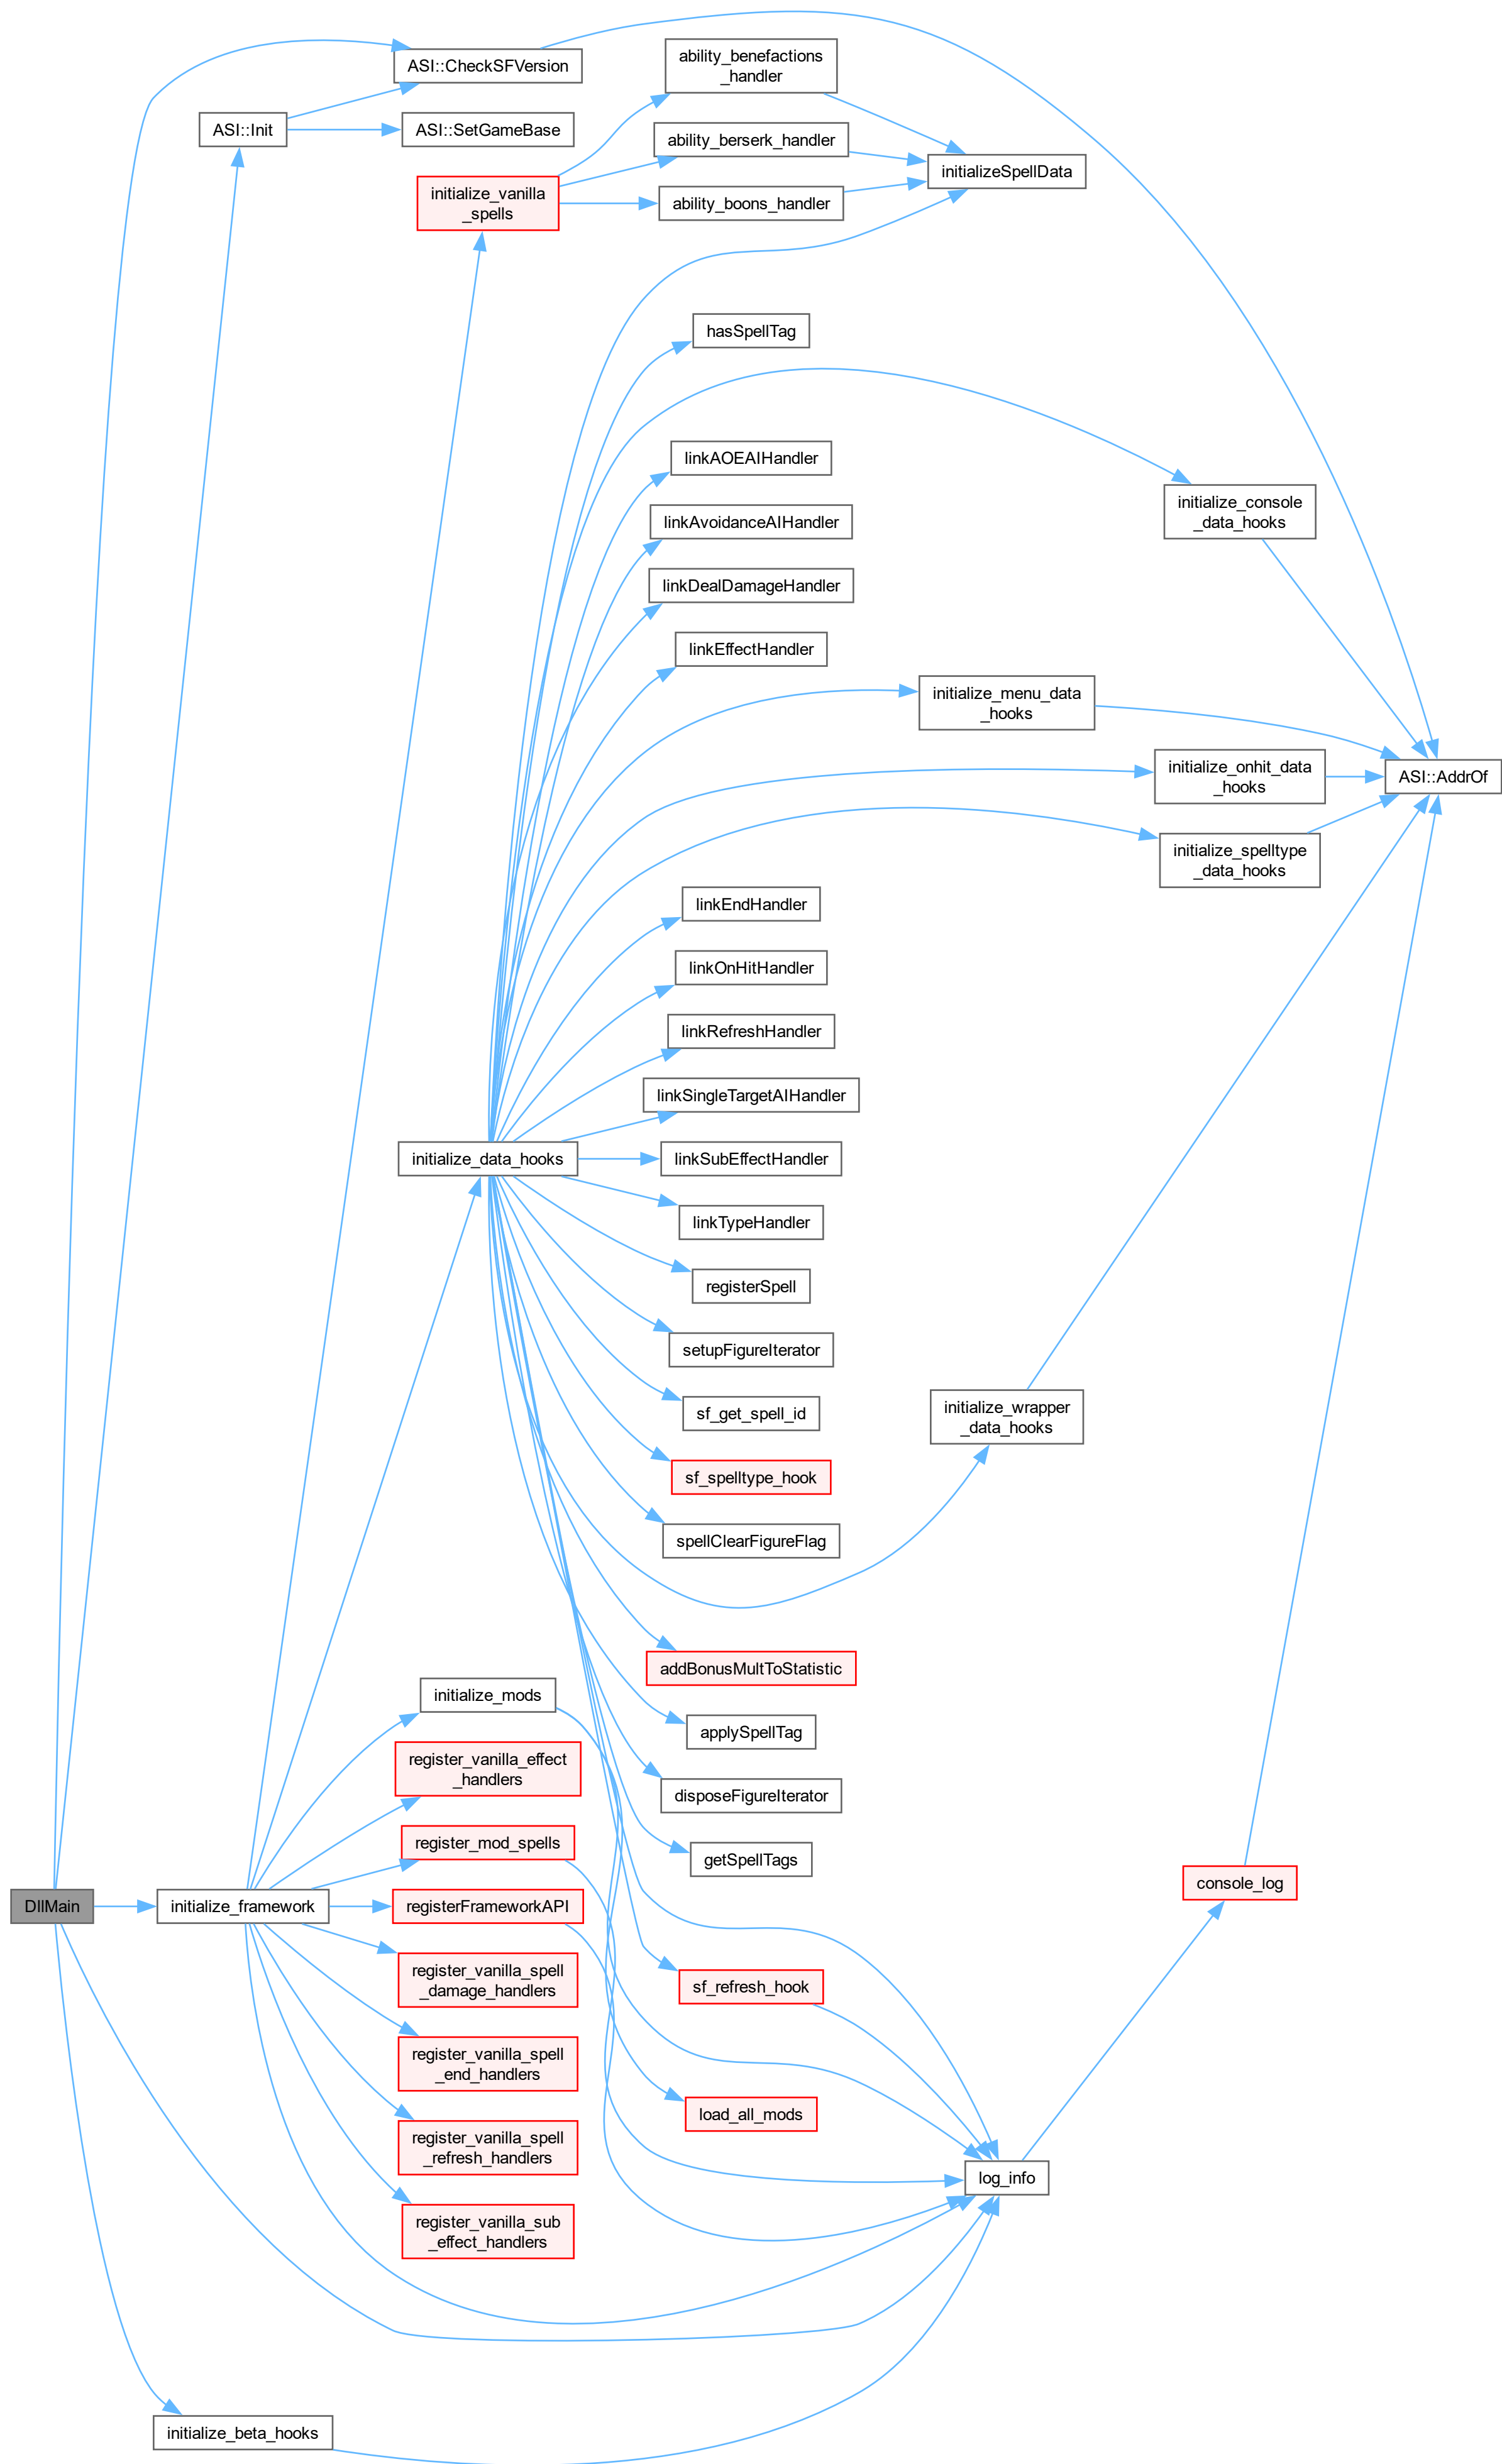 ASI::CheckSFVersion
ability_benefactions
_handler
ASI::Init
ASI::SetGameBase
ability_berserk_handler
initializeSpellData
initialize_vanilla
_spells
ability_boons_handler
hasSpellTag
linkAOEAIHandler
initialize_console
_data_hooks
linkAvoidanceAIHandler
linkDealDamageHandler
linkEffectHandler
initialize_menu_data
_hooks
initialize_onhit_data
_hooks
ASI::AddrOf
initialize_spelltype
_data_hooks
linkEndHandler
linkOnHitHandler
linkRefreshHandler
linkSingleTargetAIHandler
initialize_data_hooks
linkSubEffectHandler
linkTypeHandler
registerSpell
setupFigureIterator
sf_get_spell_id
initialize_wrapper
_data_hooks
sf_spelltype_hook
spellClearFigureFlag
addBonusMultToStatistic
initialize_mods
applySpellTag
register_vanilla_effect
_handlers
disposeFigureIterator
register_mod_spells
getSpellTags
console_log
DllMain
initialize_framework
registerFrameworkAPI
register_vanilla_spell
_damage_handlers
sf_refresh_hook
register_vanilla_spell
_end_handlers
load_all_mods
register_vanilla_spell
_refresh_handlers
log_info
register_vanilla_sub
_effect_handlers
initialize_beta_hooks